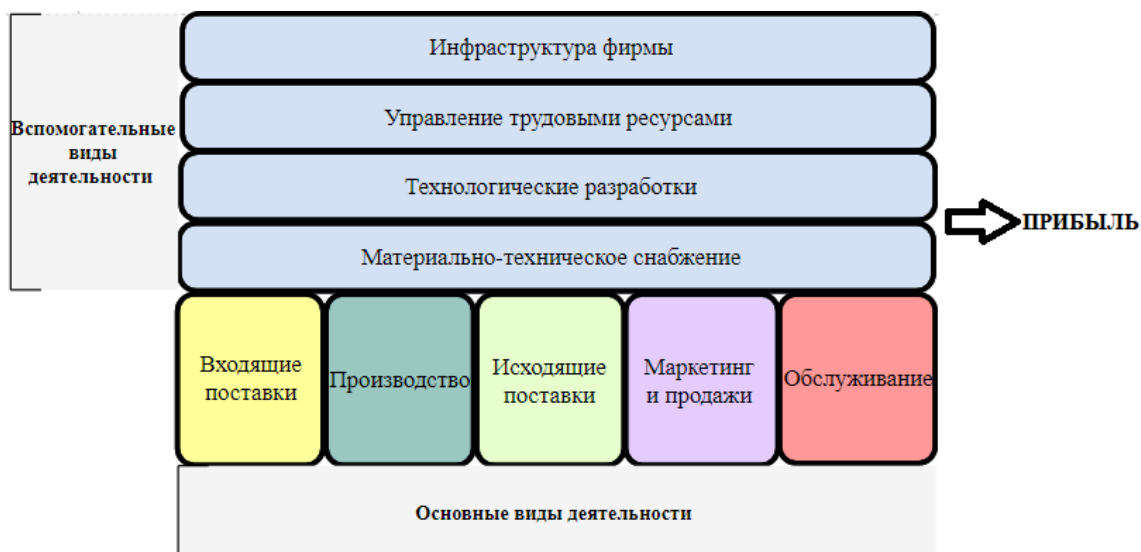 Инфраструктура фирмы
Управление трудовыми ресурсами
Вспомогательные
виды
деятельности
Технологические разработки
ПРИБЫЛЬ
Материально-техническое снабжение
Входящие
поставки
Производство
Исходящие
поставки
Маркетинг
и продажи
Обслуживание
Основные виды деятельности